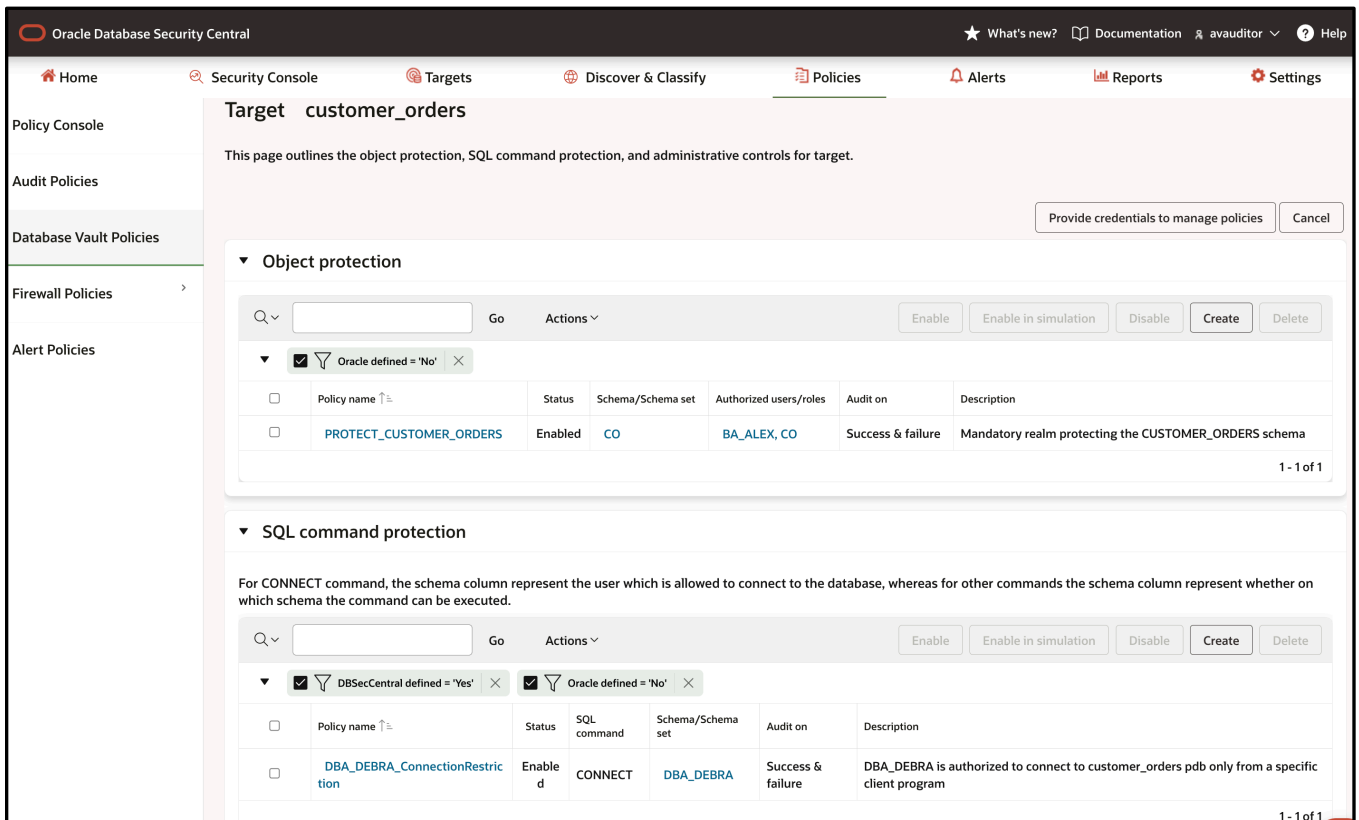 Oracle Database Security Central
What's new?
Documentation
avauditor
? Help
Home
Security Console
Targets
Discover & Classify
Policies
Alerts
Reports
Settings
Policy Console
Audit Policies
Database Vault Policies
Firewall Policies
Alert Policies
Target customer_orders
This page outlines the object protection, SQL command protection, and administrative controls for target.
Provide credentials to manage policies
Cancel
Object protection
Go
Actions
Enable
Enable in simulation
Disable
Create
Delete
Oracle defined = 'No'
Policy name
Status
Schema/Schema set
Authorized users/roles
Audit on
Description
PROTECT_CUSTOMER_ORDERS
Enabled
CO
BA_ALEX, CO
Success & failure
Mandatory realm protecting the CUSTOMER_ORDERS schema
1 - 1 of 1
SQL command protection
For CONNECT command, the schema column represent the user which is allowed to connect to the database, whereas for other commands the schema column represent whether on
which schema the command can be executed.
Go
Actions
Enable
Enable in simulation
Disable
Create
Delete
DBSecCentral defined = 'Yes'
Oracle defined = 'No'
Policy name
Status
SQL
command
Schema/Schema
set
Audit on
Description
DBA_DEBRA_ConnectionRestric
tion
Enable
d
CONNECT
DBA_DEBRA
Success &
failure
DBA_DEBRA is authorized to connect to customer_orders pdb only from a specific
client program
1 - 1 of 1